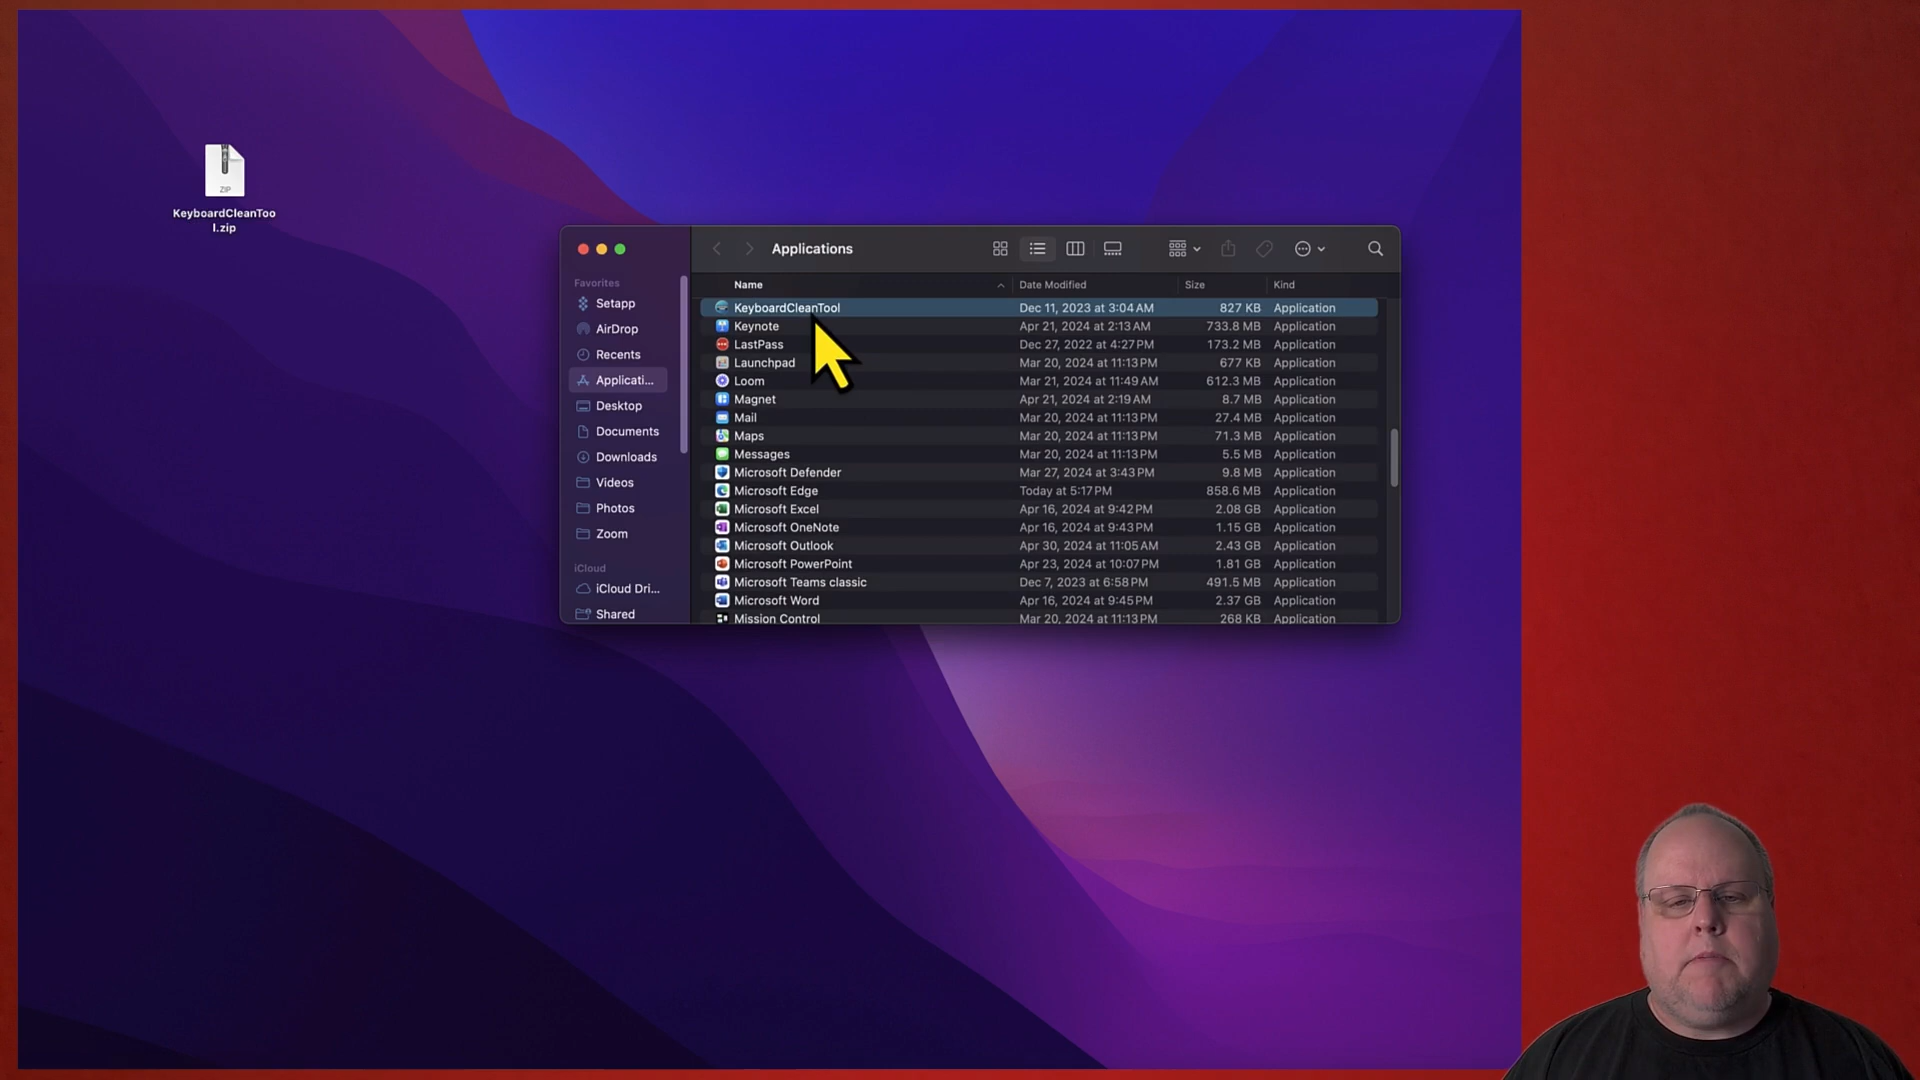 ZIP
KeyboardCleanToo
l.zip
Applications
Favorites
Setapp
AirDrop
Recents
Applicati...
Desktop
Documents
Downloads
Videos
Photos
Zoom
iCloud
iCloud Dri...
Shared
Name Date Modified Size Kind
KeyboardCleanTool Dec 11, 2023 at 3:04 AM 827 KB Application
Keynote Apr 21, 2024 at 2:13 AM 733.8 MB Application
LastPass Dec 27, 2022 at 4:27 PM 173.2 MB Application
Launchpad Mar 20, 2024 at 11:13 PM 677 KB Application
Loom Mar 21, 2024 at 11:49 AM 612.3 MB Application
Magnet Apr 21, 2024 at 2:19 AM 8.7 MB Application
Mail Mar 20, 2024 at 11:13 PM 27.4 MB Application
Maps Mar 20, 2024 at 11:13 PM 71.3 MB Application
Messages Mar 20, 2024 at 11:13 PM 5.5 MB Application
Microsoft Defender Mar 27, 2024 at 3:43 PM 9.8 MB Application
Microsoft Edge Today at 5:17 PM 858.6 MB Application
Microsoft Excel Apr 16, 2024 at 9:42 PM 2.08 GB Application
Microsoft OneNote Apr 16, 2024 at 9:43 PM 1.15 GB Application
Microsoft Outlook Apr 30, 2024 at 11:05 AM 2.43 GB Application
Microsoft PowerPoint Apr 23, 2024 at 10:07 PM 1.81 GB Application
Microsoft Teams classic Dec 7, 2023 at 6:58 PM 491.5 MB Application
Microsoft Word Apr 16, 2024 at 9:45 PM 2.37 GB Application
Mission Control Mar 20, 2024 at 11:13 PM 268 KB Application